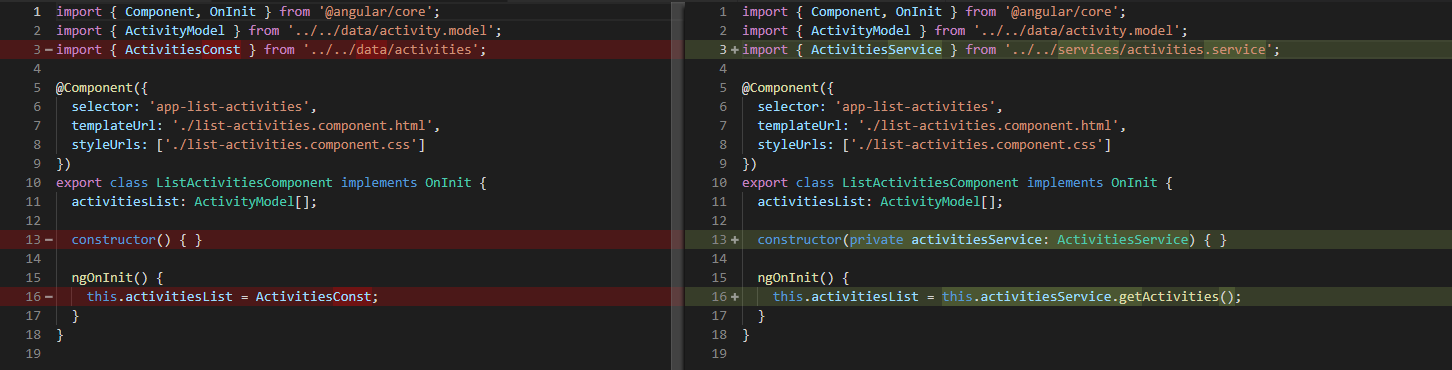 1 import { Component, OnInit } from '@angular/core';
2 import { ActivityModel } from '../../data/activity.model';
3 − import { ActivitiesConst } from '../../data/activities';
4
5 @Component({
6 selector: 'app-list-activities',
7 templateUrl: './list-activities.component.html',
8 styleUrls: ['./list-activities.component.css']
9 })
10 export class ListActivitiesComponent implements OnInit {
11 activitiesList: ActivityModel[];
12
13 − constructor() { }
14
15 ngOnInit() {
16 − this.activitiesList = ActivitiesConst;
17 }
18 }
19
1 import { Component, OnInit } from '@angular/core';
2 import { ActivityModel } from '../../data/activity.model';
3 + import { ActivitiesService } from '../../services/activities.service';
4
5 @Component({
6 selector: 'app-list-activities',
7 templateUrl: './list-activities.component.html',
8 styleUrls: ['./list-activities.component.css']
9 })
10 export class ListActivitiesComponent implements OnInit {
11 activitiesList: ActivityModel[];
12
13 + constructor(private activitiesService: ActivitiesService) { }
14
15 ngOnInit() {
16 + this.activitiesList = this.activitiesService.getActivities();
17 }
18 }
19